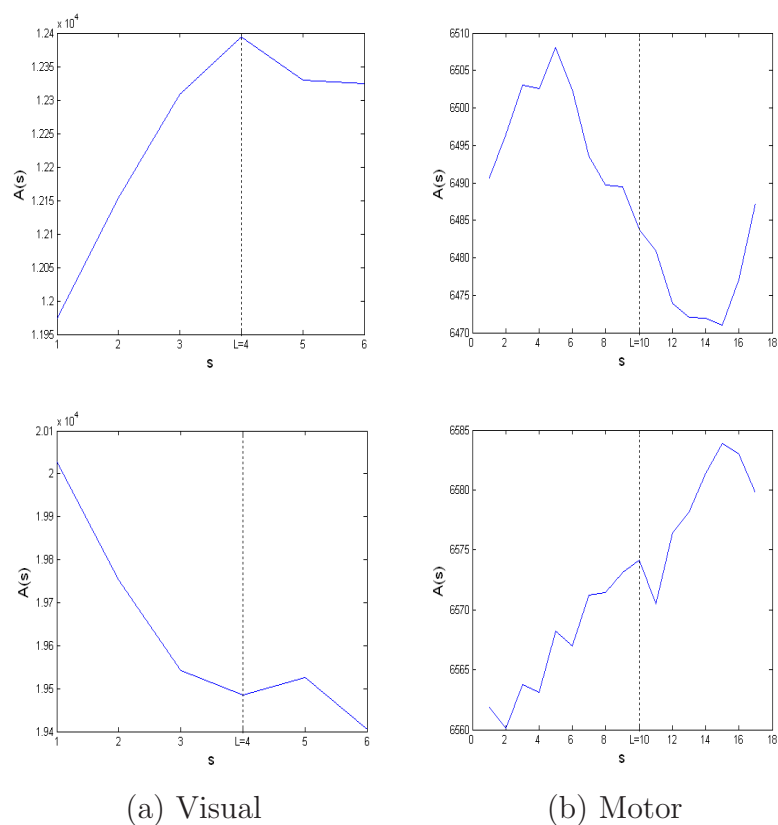 x 10⁴
1.24
1.235
1.23
1.225
1.22
1.215
1.21
1.205
1.2
1.195
A(s)
1 2 3 L=4 5 6
s
6510
6505
6500
6495
6490
6485
6480
6475
6470
A(s)
0 2 4 6 8 L=10 12 14 16 18
s
x 10⁴
2.01
2
1.99
1.98
1.97
1.96
1.95
1.94
A(s)
1 2 3 L=4 5 6
s
6585
6580
6575
6570
6565
6560
A(s)
0 2 4 6 8 L=10 12 14 16 18
s
(a) Visual
(b) Motor